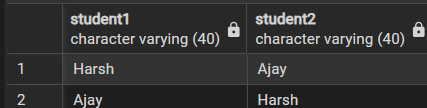 student1 student2
character varying (40) character varying (40)
1 Harsh Ajay
2 Ajay Harsh